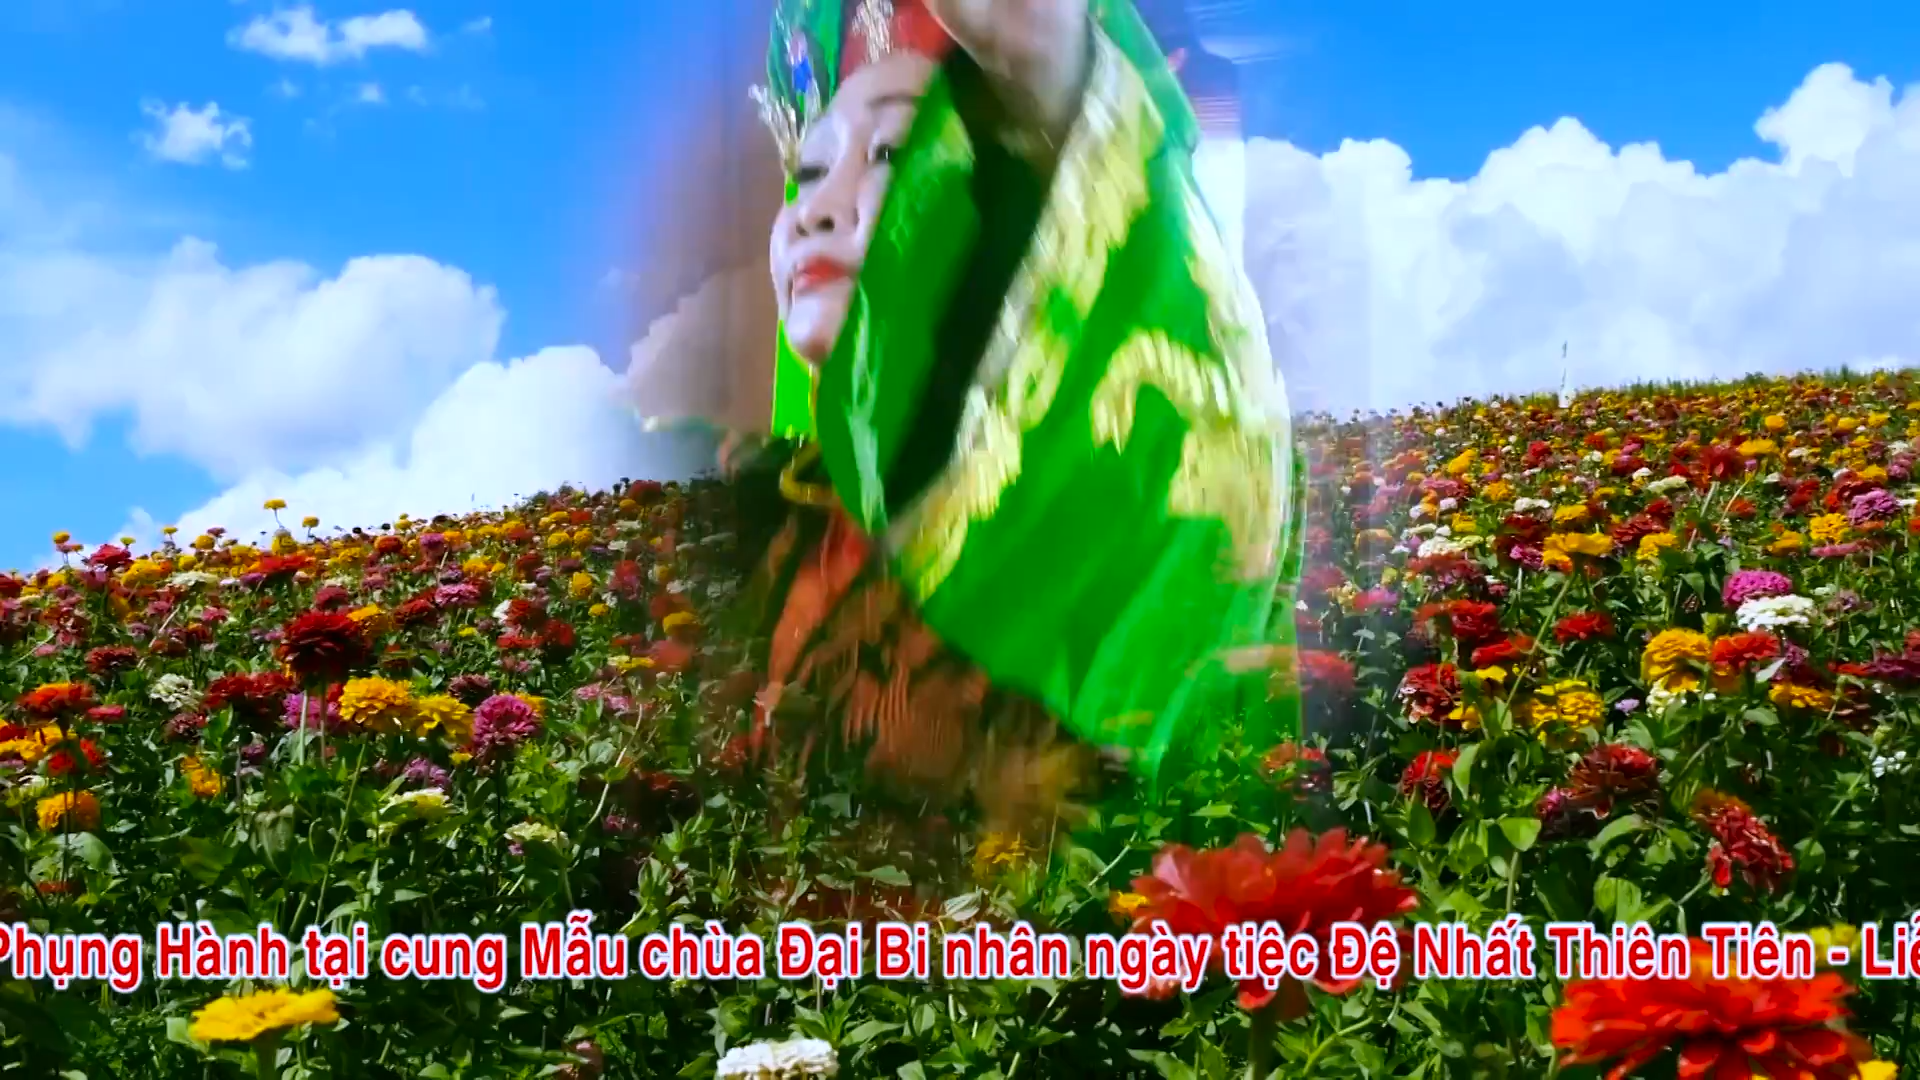 Phụng Hành tại cung Mẫu chùa Đại Bi nhân ngày tiệc Đệ Nhất Thiên Tiên -